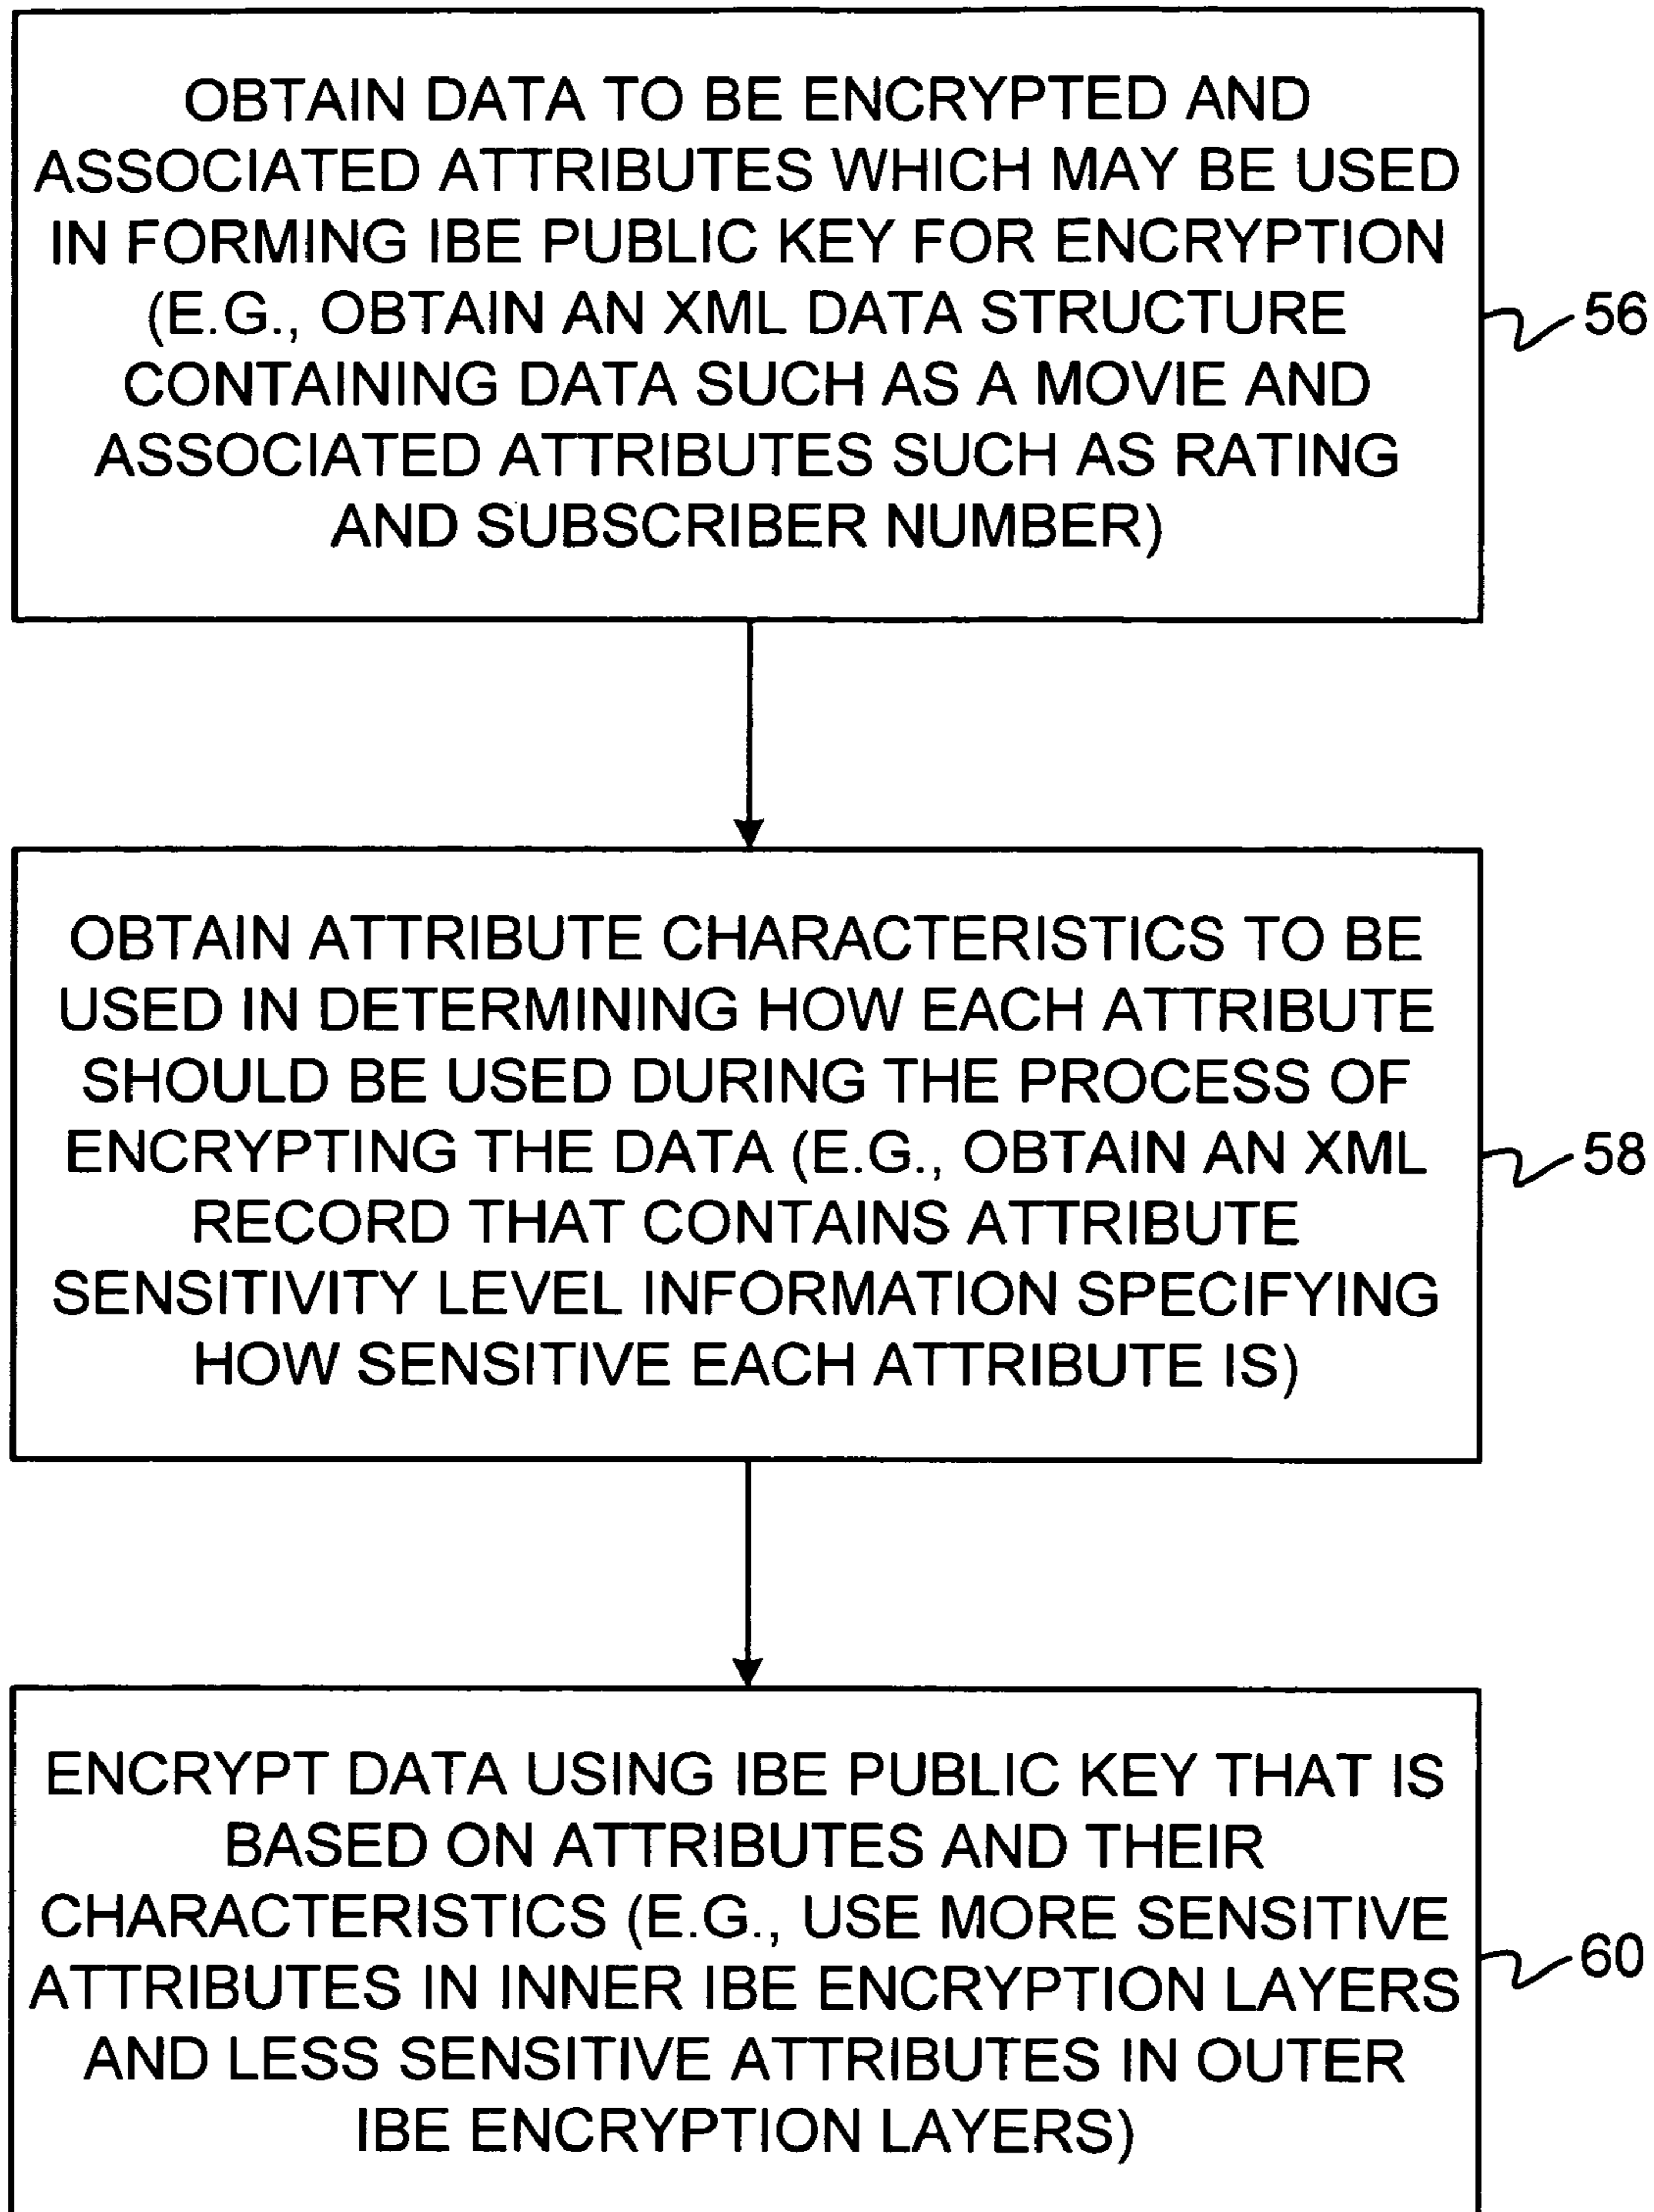 OBTAIN DATA TO BE ENCRYPTED AND
ASSOCIATED ATTRIBUTES WHICH MAY BE USED
IN FORMING IBE PUBLIC KEY FOR ENCRYPTION
(E.G., OBTAIN AN XML DATA STRUCTURE
CONTAINING DATA SUCH AS A MOVIE AND
ASSOCIATED ATTRIBUTES SUCH AS RATING
AND SUBSCRIBER NUMBER)
56
OBTAIN ATTRIBUTE CHARACTERISTICS TO BE
USED IN DETERMINING HOW EACH ATTRIBUTE
SHOULD BE USED DURING THE PROCESS OF
ENCRYPTING THE DATA (E.G., OBTAIN AN XML
RECORD THAT CONTAINS ATTRIBUTE
SENSITIVITY LEVEL INFORMATION SPECIFYING
HOW SENSITIVE EACH ATTRIBUTE IS)
58
ENCRYPT DATA USING IBE PUBLIC KEY THAT IS
BASED ON ATTRIBUTES AND THEIR
CHARACTERISTICS (E.G., USE MORE SENSITIVE
ATTRIBUTES IN INNER IBE ENCRYPTION LAYERS
AND LESS SENSITIVE ATTRIBUTES IN OUTER
IBE ENCRYPTION LAYERS)
60